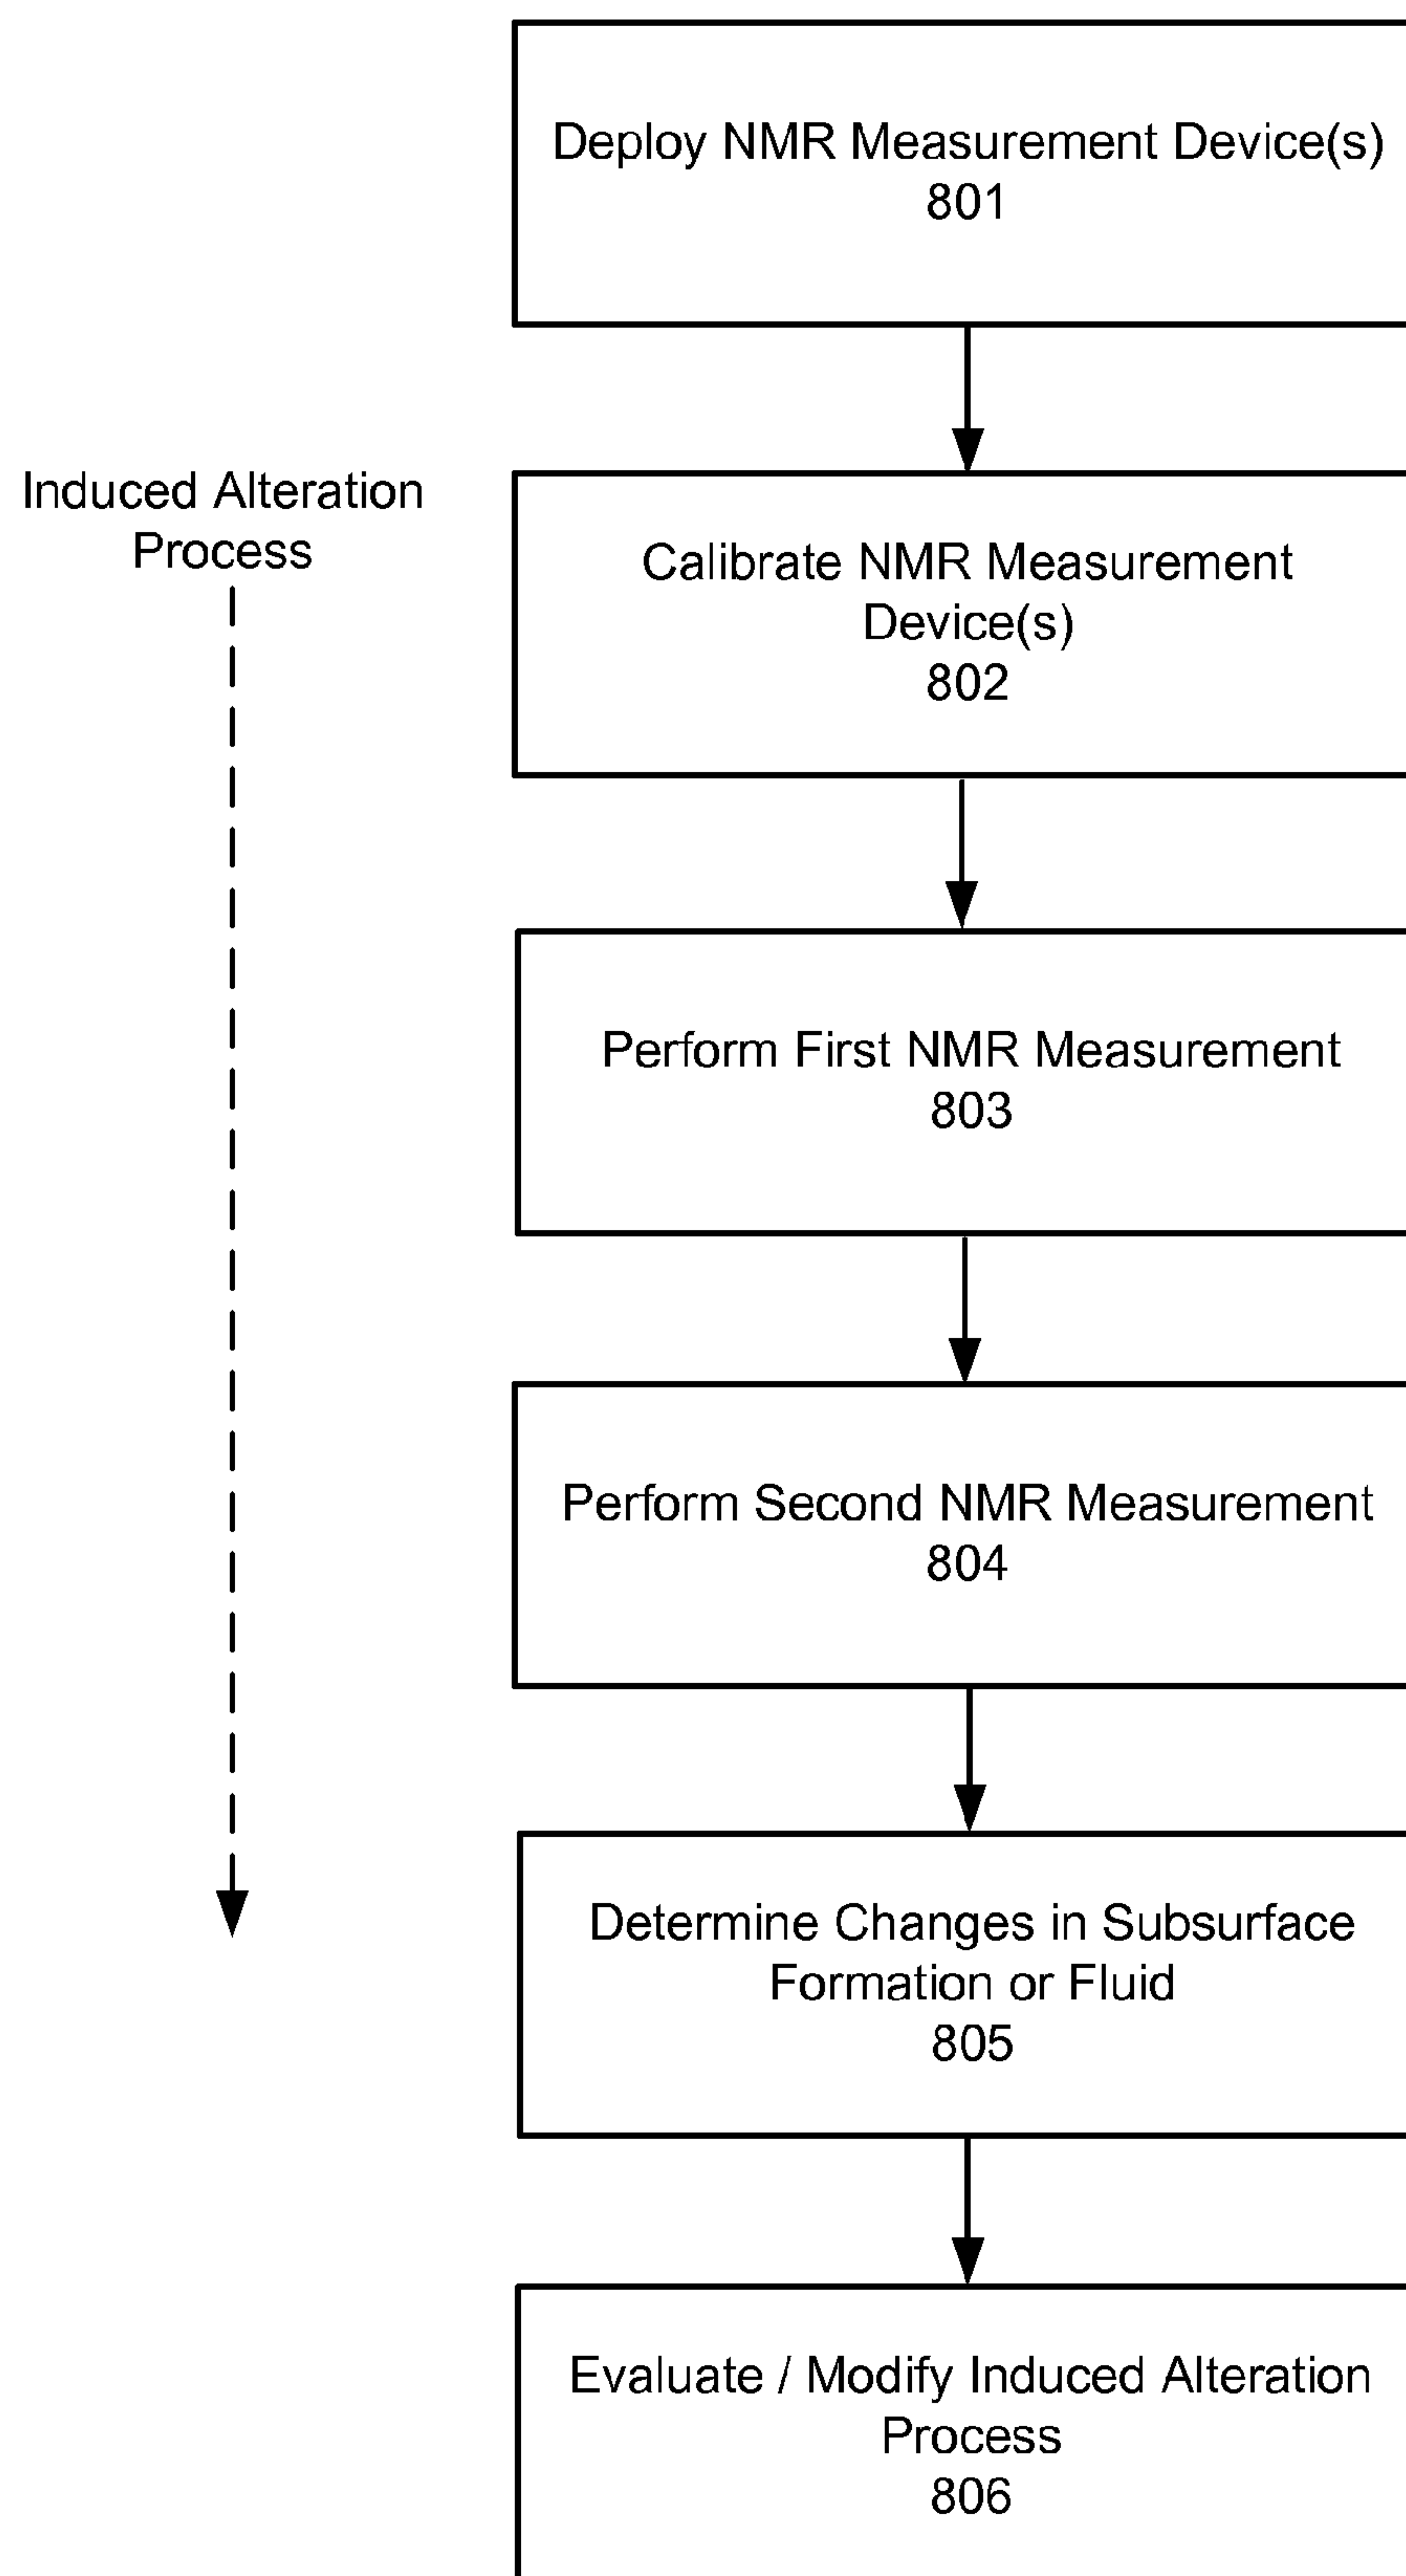 Deploy NMR Measurement Device(s)
801
Induced Alteration
Process
Calibrate NMR Measurement
Device(s)
802
Perform First NMR Measurement
803
Perform Second NMR Measurement
804
Determine Changes in Subsurface
Formation or Fluid
805
Evaluate / Modify Induced Alteration
Process
806